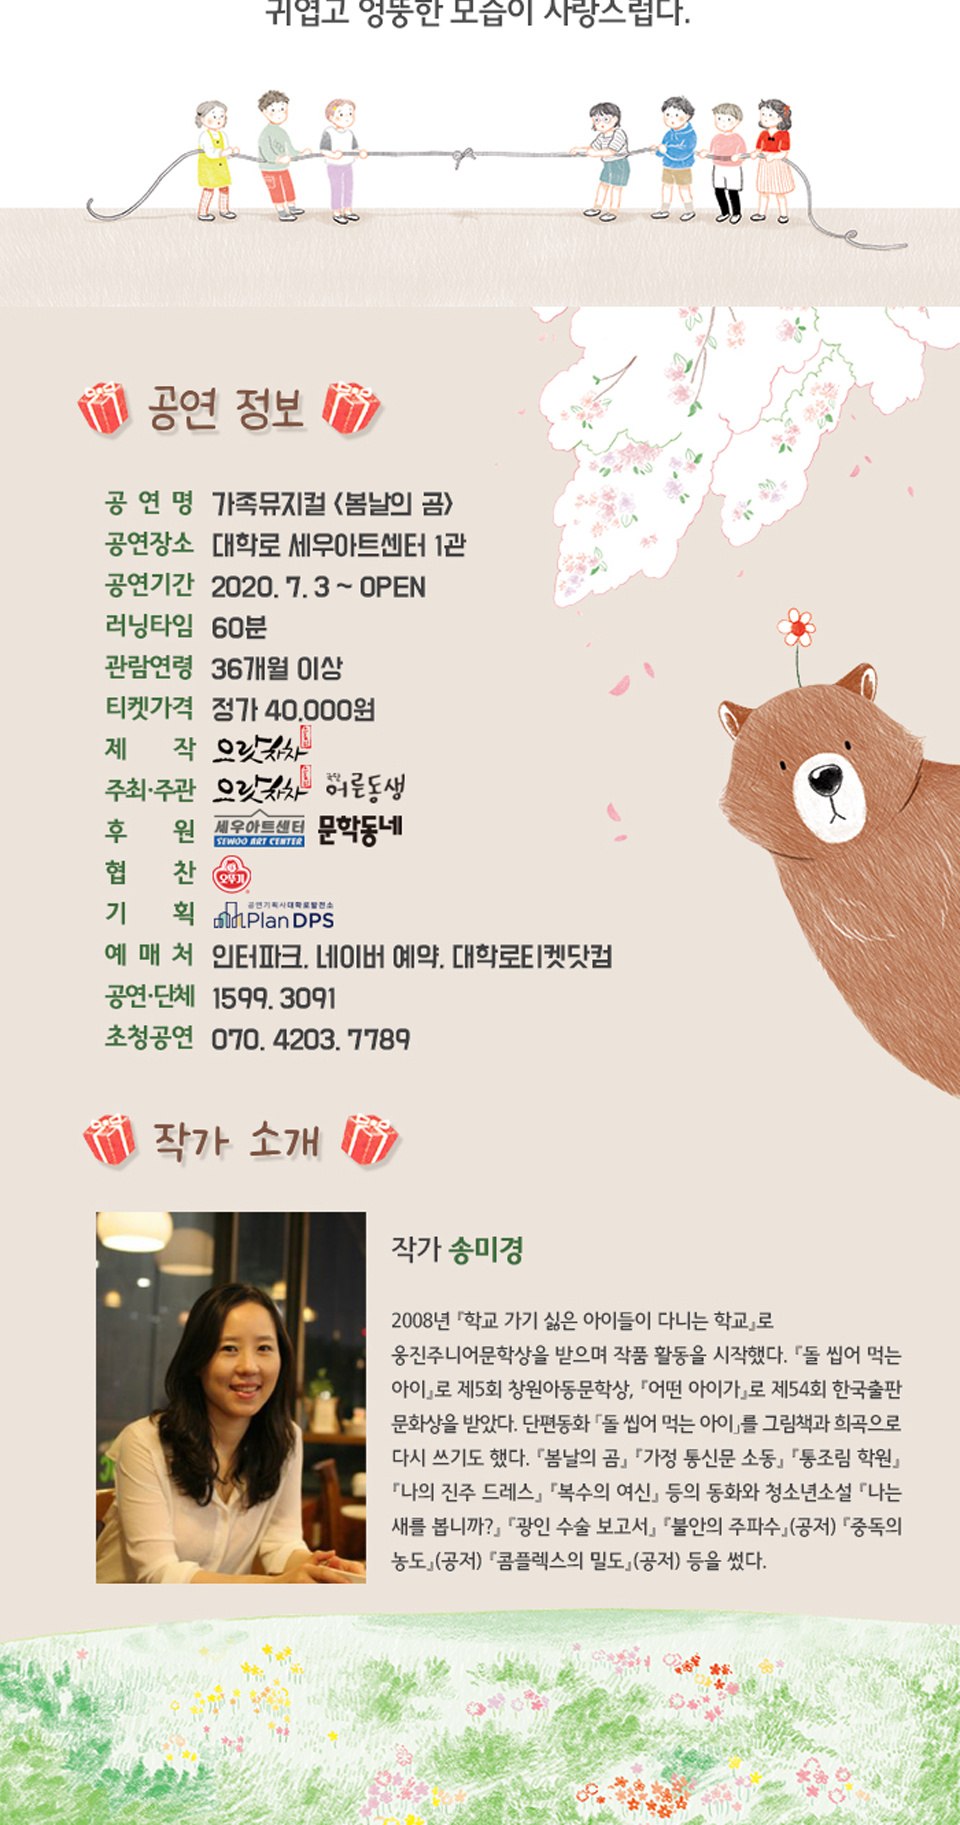 귀엽고 엉뚱한 모습이 사랑스럽다.
공연 정보
공 연 명 가족뮤지컬 <봄날의 곰>
공연장소 대학로 세우아트센터 1관
공연기간 2020. 7. 3 ~ OPEN
러닝타임 60분
관람연령 36개월 이상
티켓가격 정가 40,000원
제 작 으랏차차
주최·주관 으랏차차 극단 어른동생
후 원 세우아트센터 SEWOO ART CENTER 문학동네
협 찬 오뚜기
기 획 공연기획사대학로발전소 Plan DPS
예 매 처 인터파크, 네이버 예약, 대학로티켓닷컴
공연·단체 1599. 3091
초청공연 070. 4203. 7789
작가 소개
작가 송미경
2008년 『학교 가기 싫은 아이들이 다니는 학교』로
웅진주니어문학상을 받으며 작품 활동을 시작했다. 『돌 씹어 먹는
아이』로 제5회 창원아동문학상, 『어떤 아이가』로 제54회 한국출판
문화상을 받았다. 단편동화 「돌 씹어 먹는 아이」를 그림책과 희곡으로
다시 쓰기도 했다. 『봄날의 곰』 『가정 통신문 소동』 『통조림 학원』
『나의 진주 드레스』 『복수의 여신』 등의 동화와 청소년소설 『나는
새를 봅니까?』 『광인 수술 보고서』 『불안의 주파수』(공저) 『중독의
농도』(공저) 『콤플렉스의 밀도』(공저) 등을 썼다.